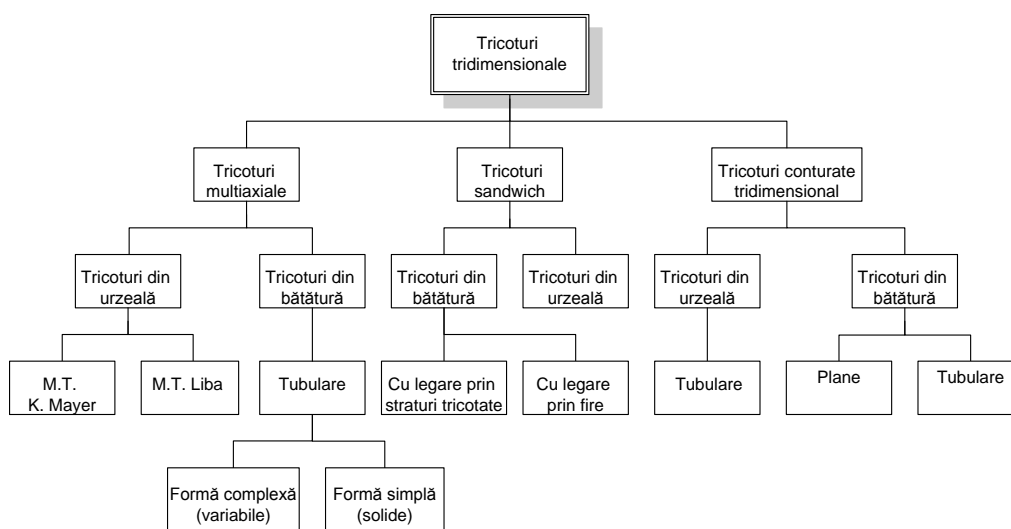 Tricoturi
tridimensionale
Tricoturi
multiaxiale
Tricoturi
sandwich
Tricoturi conturate
tridimensional
Tricoturi din
urzeală
Tricoturi din
bătătură
Tricoturi din
bătătură
Tricoturi din
urzeală
Tricoturi din
urzeală
Tricoturi din
bătătură
M.T.
K. Mayer
M.T. Liba
Tubulare
Cu legare prin
straturi tricotate
Cu legare
prin fire
Tubulare
Plane
Tubulare
Formă complexă
(variabile)
Formă simplă
(solide)